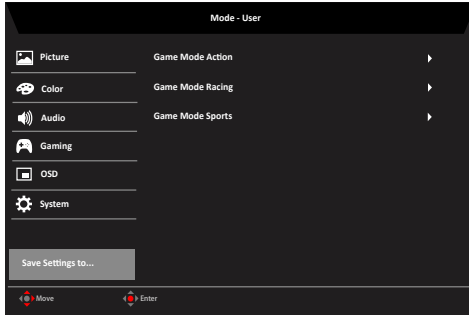 Mode - User
Picture
Game Mode Action
Color
Game Mode Racing
Audio
Game Mode Sports
Gaming
OSD
System
Save Settings to...
Move
Enter